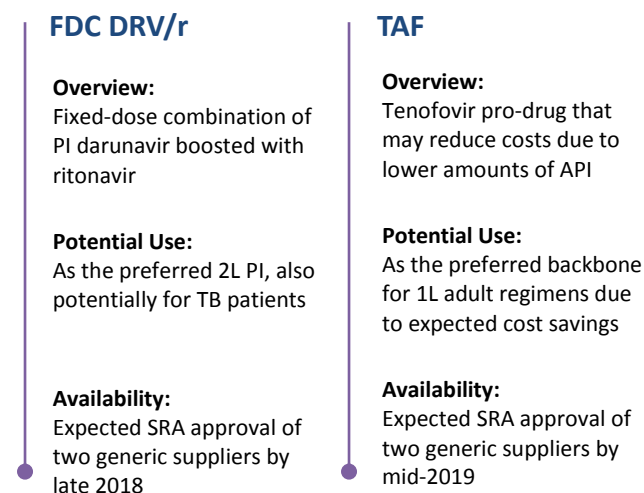 FDC DRV/r
Overview:
Fixed-dose combination of
PI darunavir boosted with
ritonavir
Potential Use:
As the preferred 2L PI, also
potentially for TB patients
Availability:
Expected SRA approval of
two generic suppliers by
late 2018
TAF
Overview:
Tenofovir pro-drug that
may reduce costs due to
lower amounts of API
Potential Use:
As the preferred backbone
for 1L adult regimens due
to expected cost savings
Availability:
Expected SRA approval of
two generic suppliers by
mid-2019